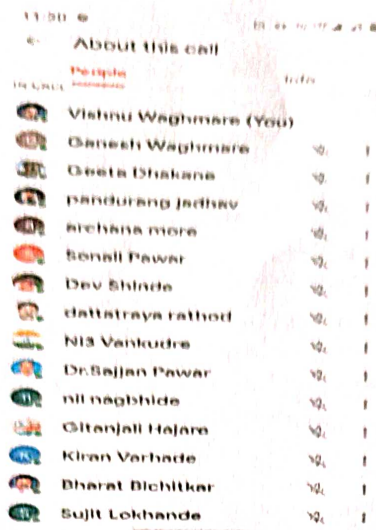 11:50
About this call
People
Info
IN CALL
Vishnu Waghmare (You)
Ganesh Waghmare
Geeta Dhakane
pandurang jadhav
archana more
Sonali Pawar
Dev Shinde
dattatraya rathod
Vankudre
Dr.Sajjan Pawar
nil nagbhide
Gitanjali Hajare
Kiran Varhade
Bharat Bichitkar
Sujit Lokhande